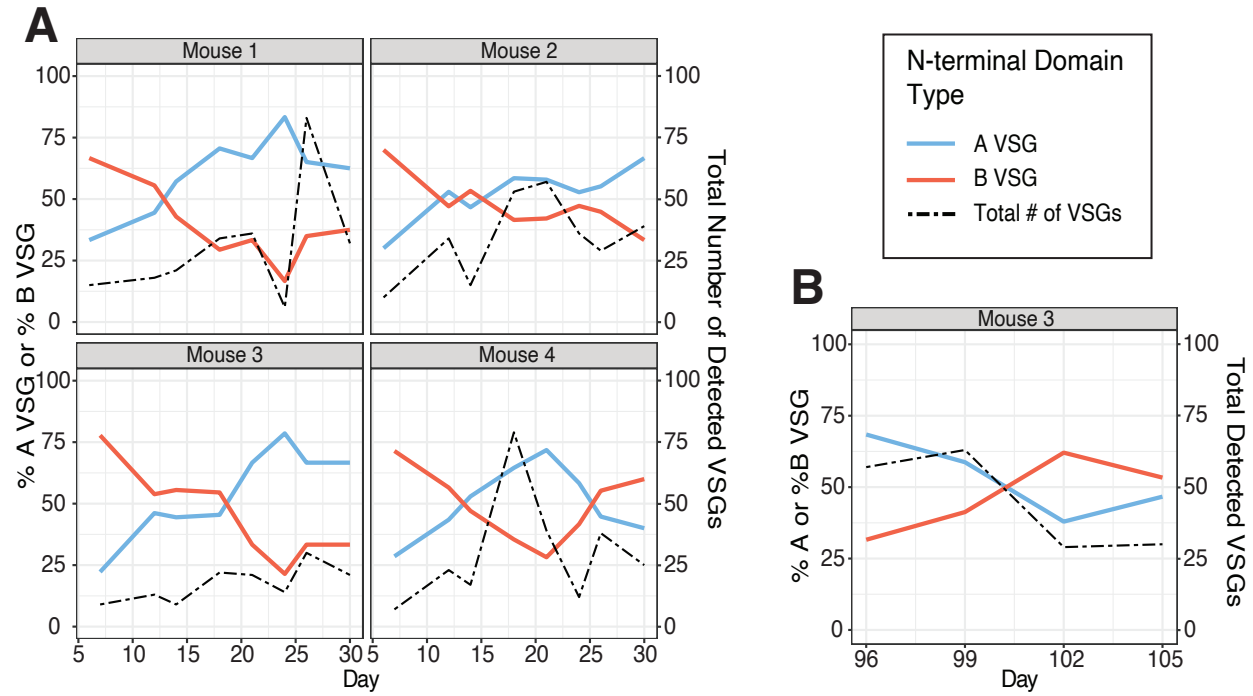 A
Mouse 1
Mouse 2
100
75
50
25
0
100
75
50
25
0
Mouse 3
Mouse 4
100
75
50
25
0
100
75
50
25
0
5 10 15 20 25 30
5 10 15 20 25 30
Day
% A VSG or % B VSG
Total Number of Detected VSGs
N-terminal Domain
Type
A VSG
B VSG
Total # of VSGs
B
Mouse 3
100
75
50
25
0
100
75
50
25
0
96 99 102 105
Day
% A or %B VSG
Total Detected VSGs